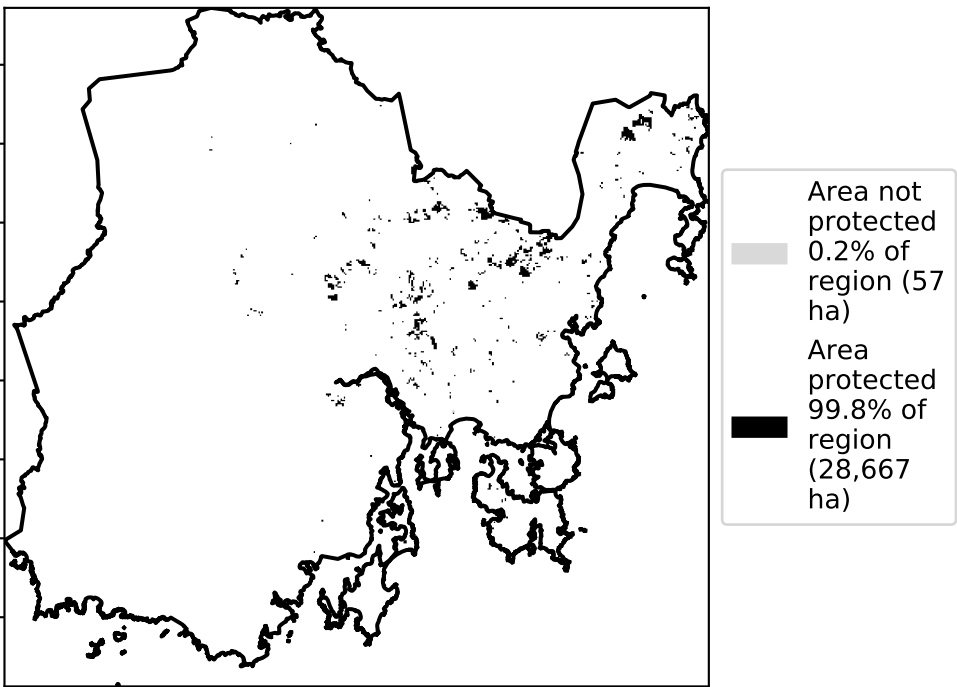 Area not
protected
0.2% of
region (57
ha)
Area
protected
99.8% of
region
(28,667
ha)